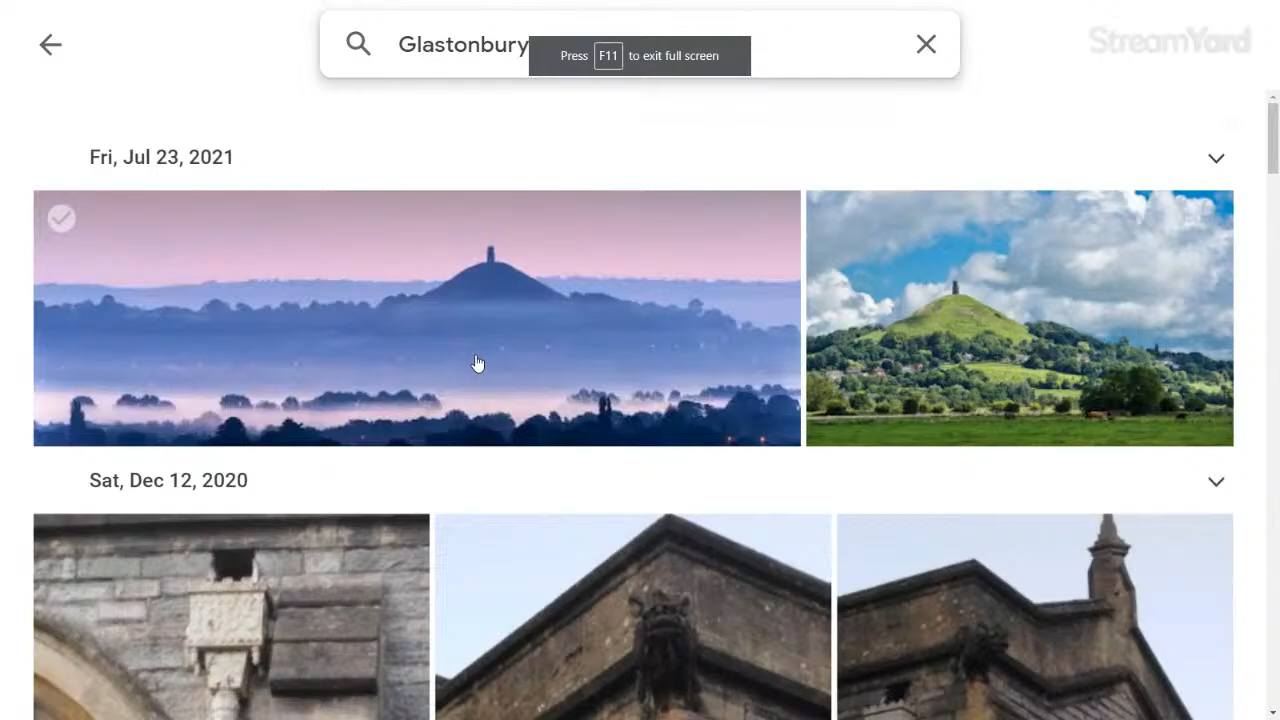 Glastonbury
Press F11 to exit full screen
StreamYard
Fri, Jul 23, 2021
Sat, Dec 12, 2020